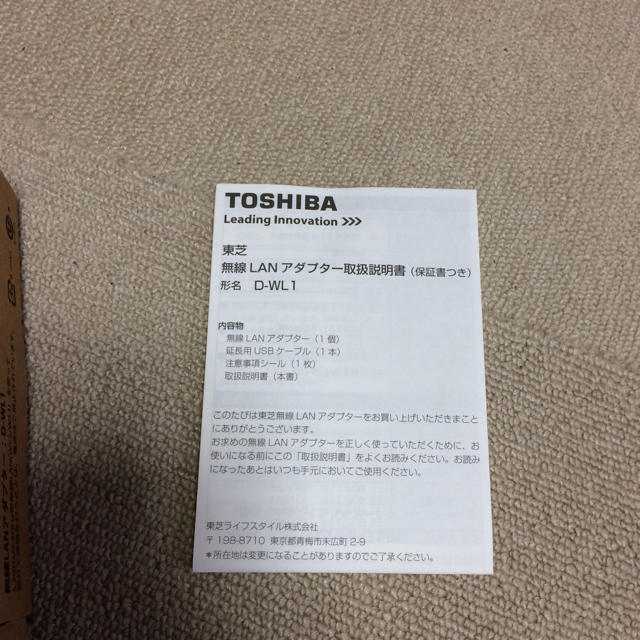 TOSHIBA
Leading Innovation >>>
東芝
無線 LAN アダプター取扱説明書（保証書つき）
形名 D-WL1
内容物
無線 LAN アダプター（1 個）
延長用 USB ケーブル（1 本）
注意事項シール（1 枚）
取扱説明書（本書）
このたびは東芝無線 LAN アダプターをお買い上げいただきまこと
にありがとうございます。
お求めの無線 LAN アダプターを正しく使っていただくために、お
使いになる前にこの「取扱説明書」をよくお読みください。お読み
になったあとはいつも手元においてご使用ください。
東芝ライフスタイル株式会社
〒198-8710 東京都青梅市末広町 2-9
＊所在地は変更になることがありますのでご了承ください。